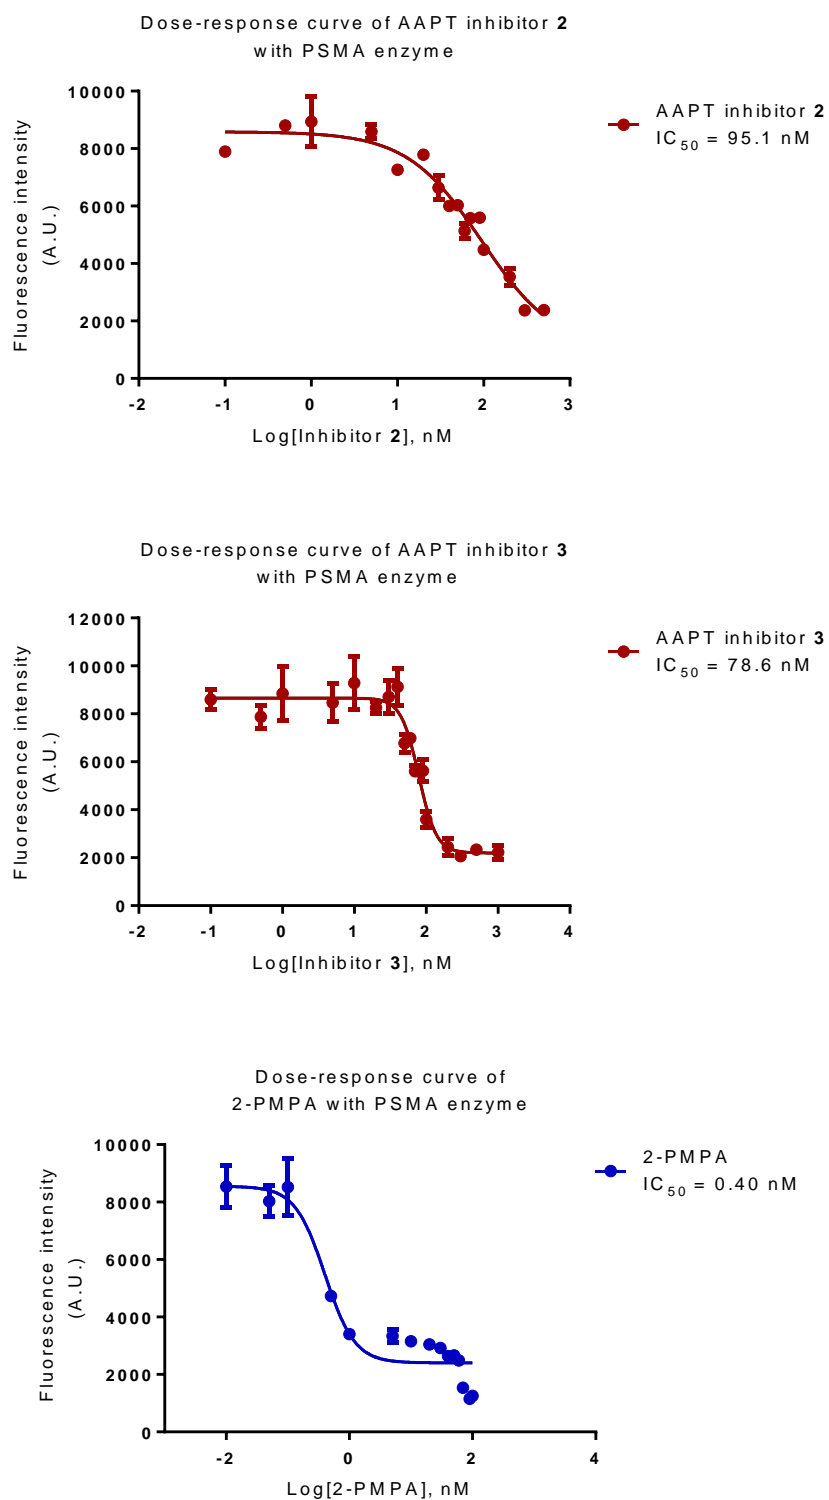 Dose-response curve of AAPT inhibitor 2
with PSMA enzyme
Fluorescence intensity
(A.U.)
10000
8000
6000
4000
2000
0
-2
-1
0
1
2
3
Log[Inhibitor 2], nM
AAPT inhibitor 2
IC50 = 95.1 nM
Dose-response curve of AAPT inhibitor 3
with PSMA enzyme
Fluorescence intensity
(A.U.)
12000
10000
8000
6000
4000
2000
0
-2
-1
0
1
2
3
4
Log[Inhibitor 3], nM
AAPT inhibitor 3
IC50 = 78.6 nM
Dose-response curve of
2-PMPA with PSMA enzyme
Fluorescence intensity
(A.U.)
10000
8000
6000
4000
2000
0
-2
0
2
4
Log[2-PMPA], nM
2-PMPA
IC50 = 0.40 nM